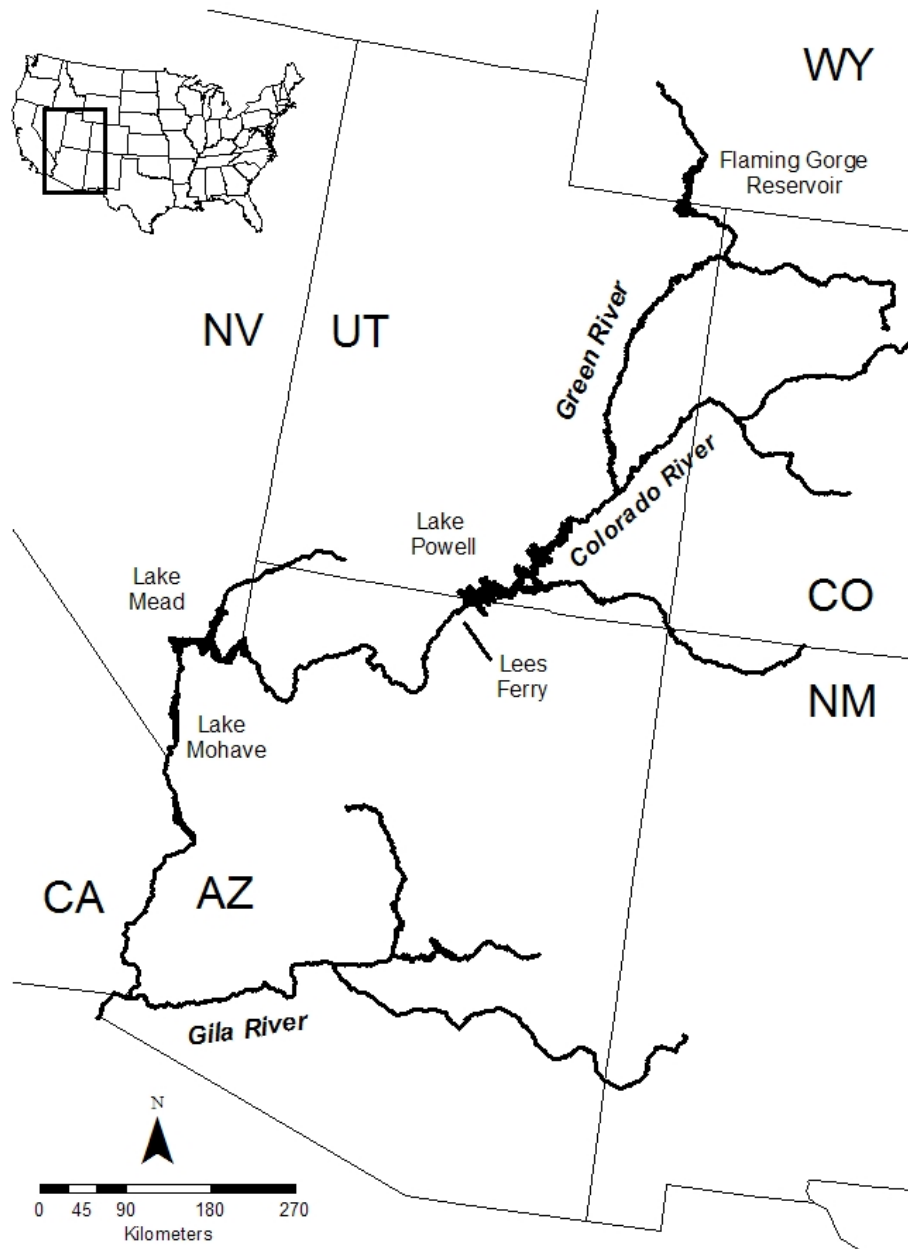 WY
Flaming Gorge
Reservoir
NV
UT
Green River
Colorado River
Lake
Powell
Lake
Mead
CO
Lees
Ferry
NM
Lake
Mohave
CA
AZ
Gila River
N
0 45 90 180 270
Kilometers